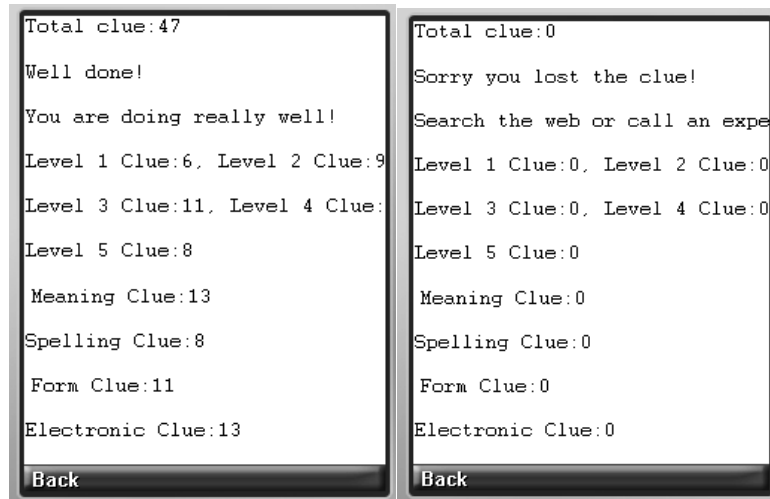 Total clue:47
Well done!
You are doing really well!
Level 1 Clue:6, Level 2 Clue:9
Level 3 Clue:11, Level 4 Clue:
Level 5 Clue:8
Meaning Clue:13
Spelling Clue:8
Form Clue:11
Electronic Clue:13
Back
Total clue:0
Sorry you lost the clue!
Search the web or call an expe
Level 1 Clue:0, Level 2 Clue:0
Level 3 Clue:0, Level 4 Clue:0
Level 5 Clue:0
Meaning Clue:0
Spelling Clue:0
Form Clue:0
Electronic Clue:0
Back